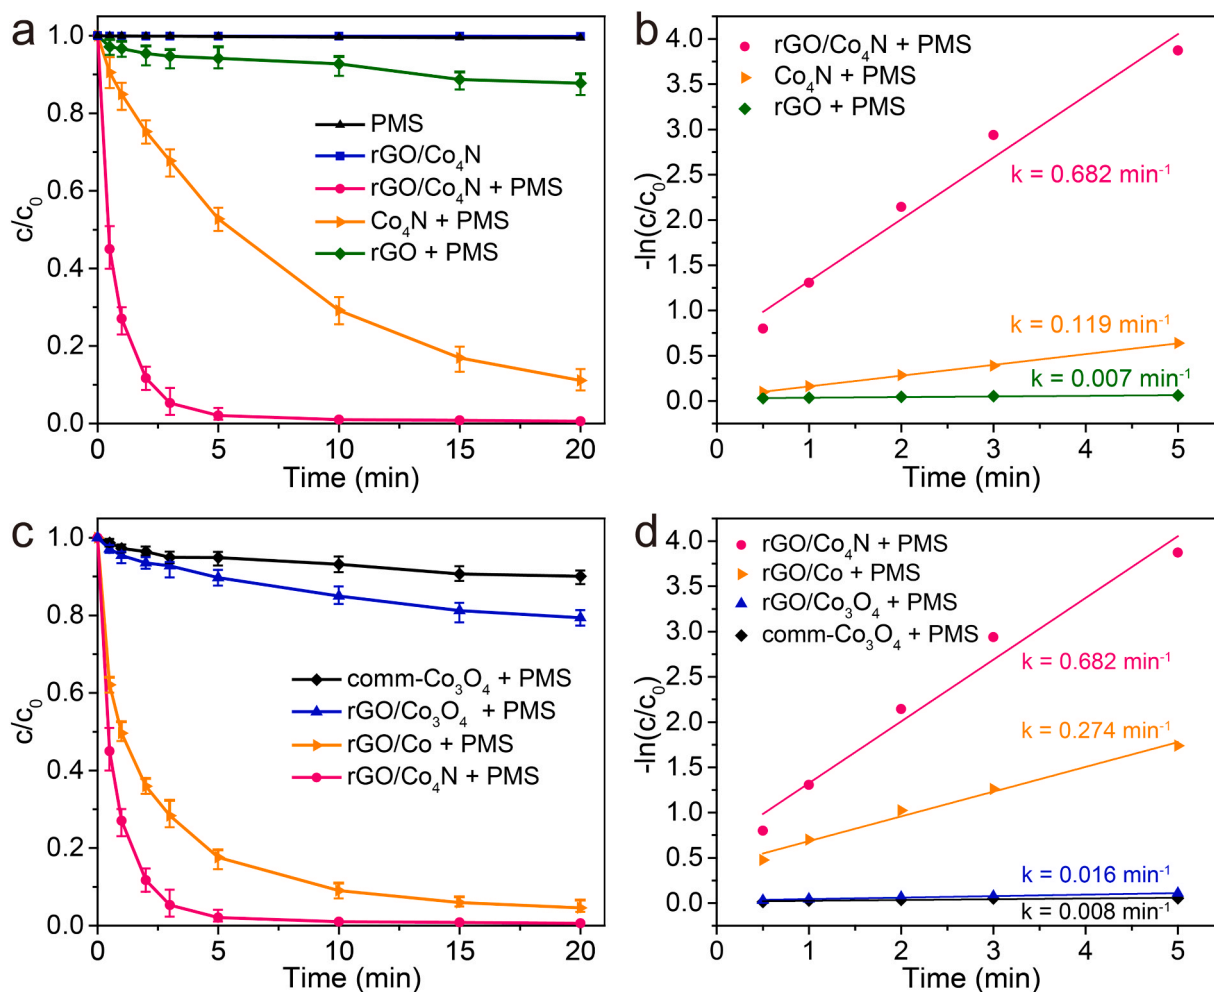 a
c/c₀
1.0
0.8
0.6
0.4
0.2
0.0
PMS
rGO/Co₄N
rGO/Co₄N + PMS
Co₄N + PMS
rGO + PMS
0 5 10 15 20
Time (min)
b
-ln(c/c₀)
4.0
3.5
3.0
2.5
2.0
1.5
1.0
0.5
0.0
rGO/Co₄N + PMS
Co₄N + PMS
rGO + PMS
k = 0.682 min⁻¹
k = 0.119 min⁻¹
k = 0.007 min⁻¹
0 1 2 3 4 5
Time (min)
c
c/c₀
1.0
0.8
0.6
0.4
0.2
0.0
comm-Co₃O₄ + PMS
rGO/Co₃O₄ + PMS
rGO/Co + PMS
rGO/Co₄N + PMS
0 5 10 15 20
Time (min)
d
-ln(c/c₀)
4.0
3.5
3.0
2.5
2.0
1.5
1.0
0.5
0.0
rGO/Co₄N + PMS
rGO/Co + PMS
rGO/Co₃O₄ + PMS
comm-Co₃O₄ + PMS
k = 0.682 min⁻¹
k = 0.274 min⁻¹
k = 0.016 min⁻¹
k = 0.008 min⁻¹
0 1 2 3 4 5
Time (min)